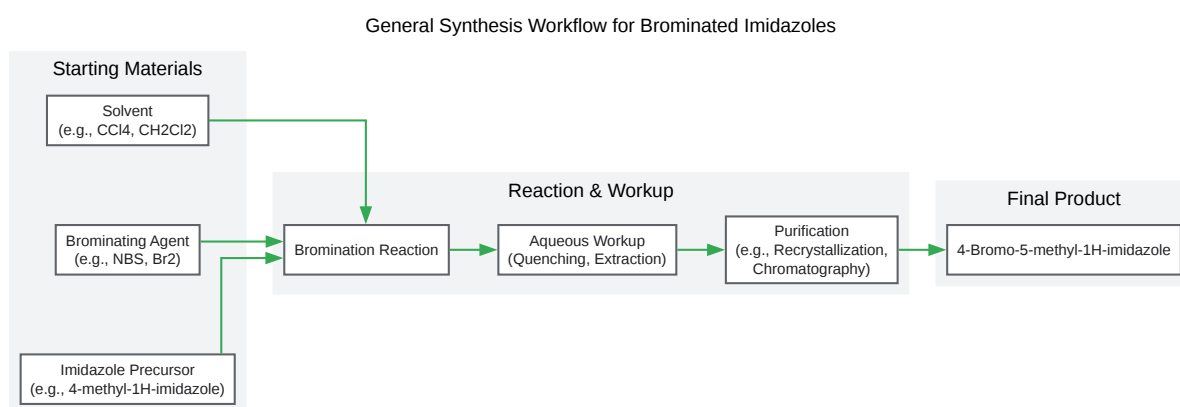 General Synthesis Workflow for Brominated Imidazoles
Starting Materials
Solvent
(e.g., CCl4, CH2Cl2)
Brominating Agent
(e.g., NBS, Br2)
Imidazole Precursor
(e.g., 4-methyl-1H-imidazole)
Reaction & Workup
Bromination Reaction
Aqueous Workup
(Quenching, Extraction)
Purification
(e.g., Recrystallization,
Chromatography)
Final Product
4-Bromo-5-methyl-1H-imidazole